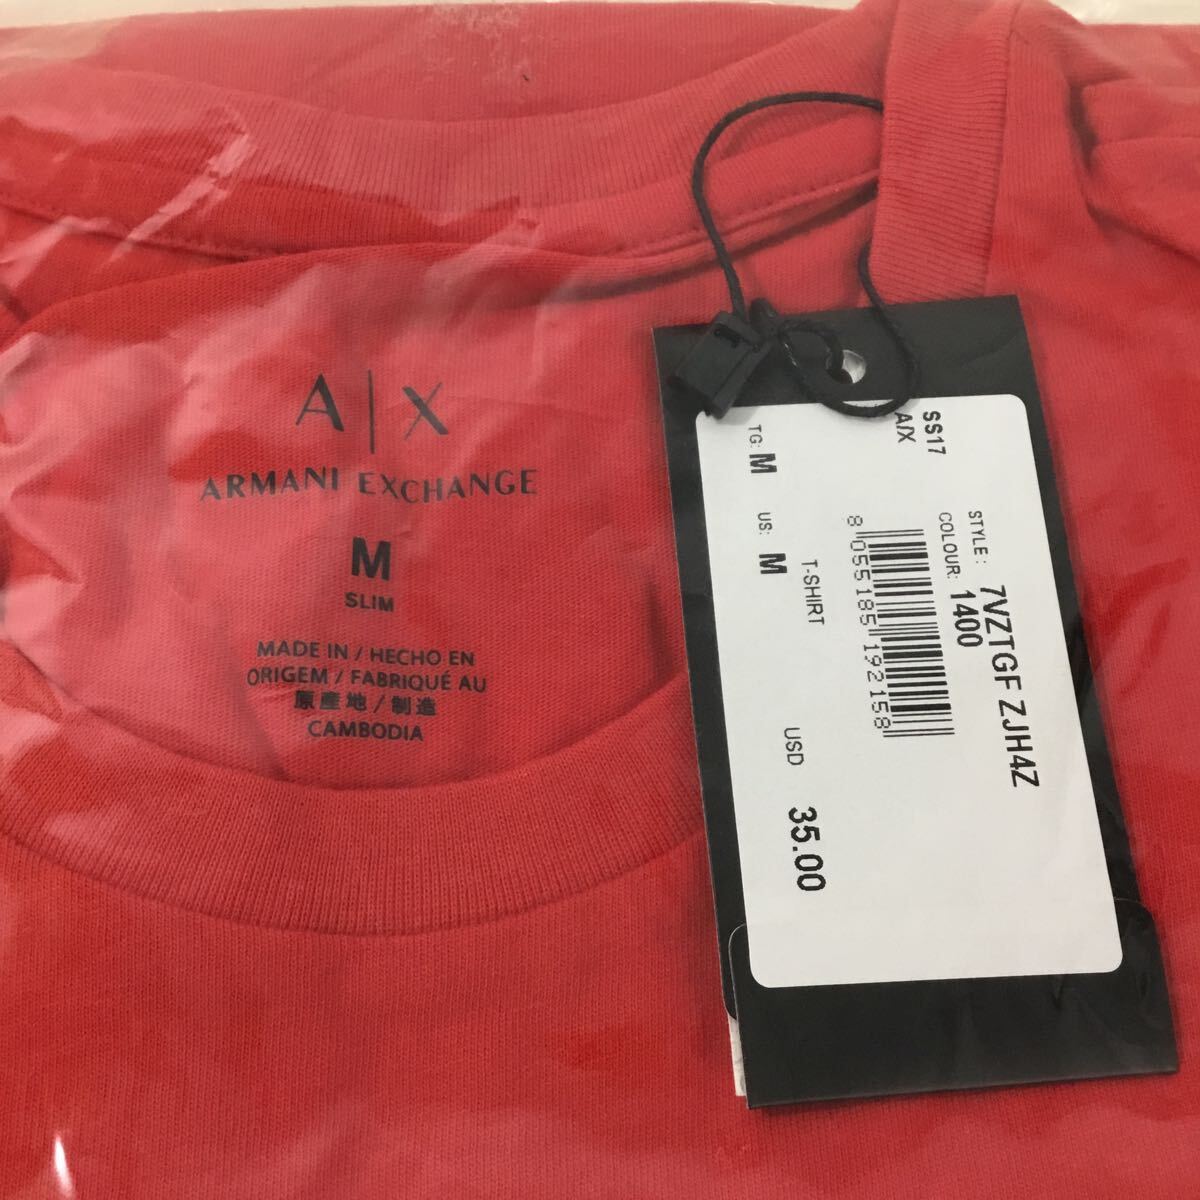 A|X
ARMANI EXCHANGE
M
SLIM
MADE IN / HECHO EN
ORIGEM / FABRIQUÉ AU
原產地 / 制造
CAMBODIA
SS17
A/X
STYLE: 7VZTGF ZJH4Z
COLOUR: 1400
8 055185 192158
T-SHIRT
TG: M US: M
USD 35.00